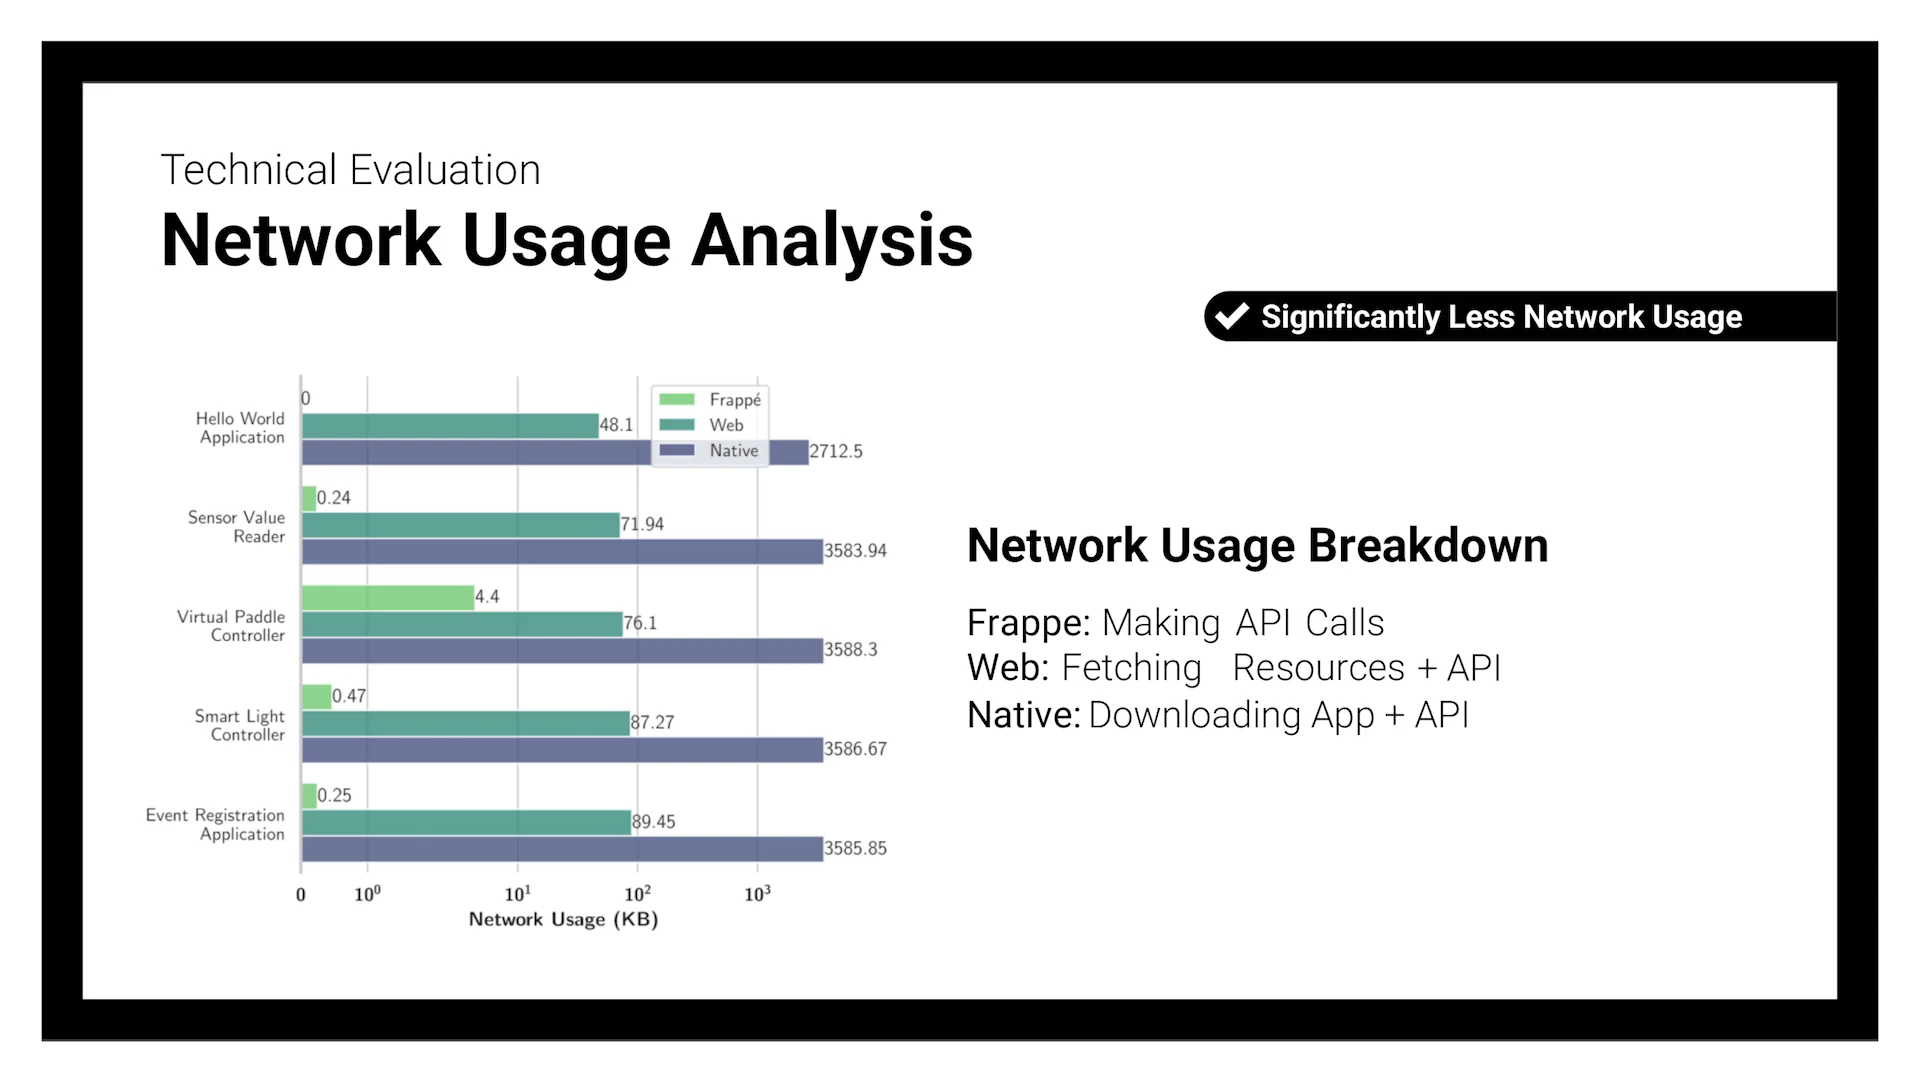 Technical Evaluation
Network Usage Analysis
Significantly Less Network Usage
Frappé
Web
Native
Hello World
Application
0
48.1
2712.5
Sensor Value
Reader
0.24
71.94
3583.94
Virtual Paddle
Controller
4.4
76.1
3588.3
Smart Light
Controller
0.47
87.27
3586.67
Event Registration
Application
0.25
89.45
3585.85
0 10⁰ 10¹ 10² 10³
Network Usage (KB)
Network Usage Breakdown
Frappe: Making API Calls
Web: Fetching Resources + API
Native: Downloading App + API